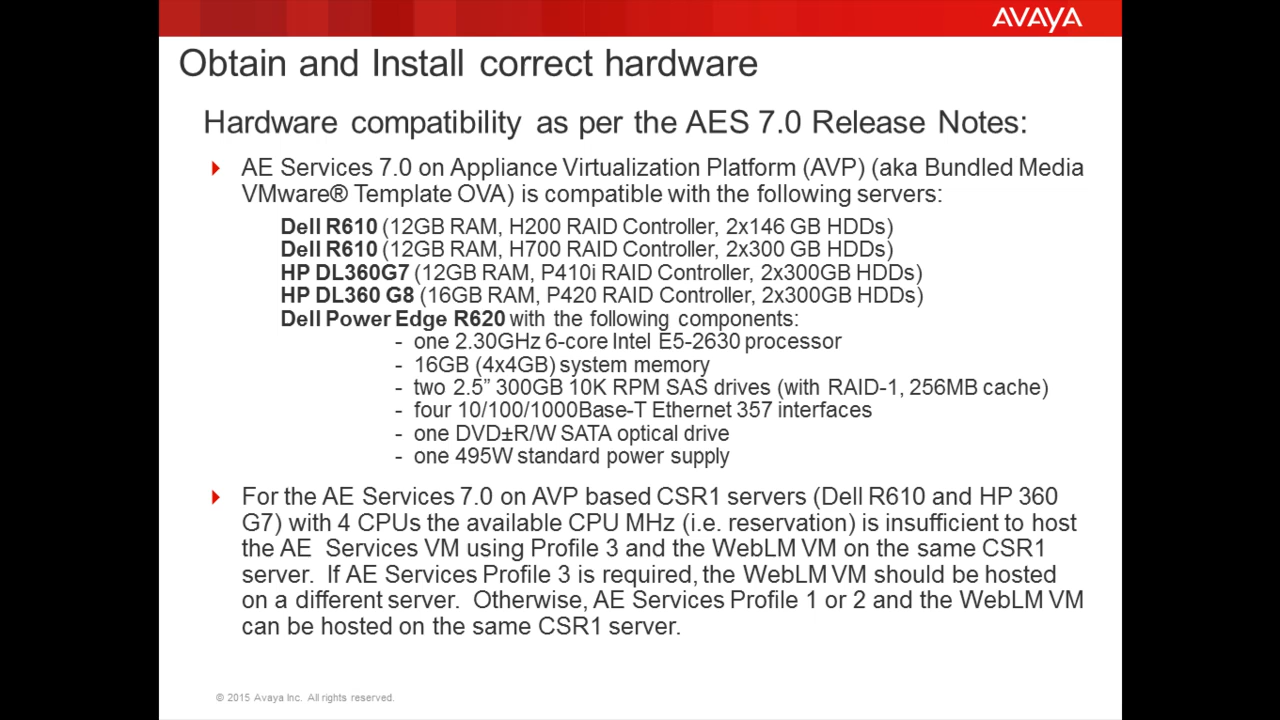 AVAYA
Obtain and Install correct hardware
Hardware compatibility as per the AES 7.0 Release Notes:
AE Services 7.0 on Appliance Virtualization Platform (AVP) (aka Bundled Media
VMware® Template OVA) is compatible with the following servers:
Dell R610 (12GB RAM, H200 RAID Controller, 2x146 GB HDDs)
Dell R610 (12GB RAM, H700 RAID Controller, 2x300 GB HDDs)
HP DL360G7 (12GB RAM, P410i RAID Controller, 2x300GB HDDs)
HP DL360 G8 (16GB RAM, P420 RAID Controller, 2x300GB HDDs)
Dell Power Edge R620 with the following components:
- one 2.30GHz 6-core Intel E5-2630 processor
- 16GB (4x4GB) system memory
- two 2.5” 300GB 10K RPM SAS drives (with RAID-1, 256MB cache)
- four 10/100/1000Base-T Ethernet 357 interfaces
- one DVD±R/W SATA optical drive
- one 495W standard power supply
For the AE Services 7.0 on AVP based CSR1 servers (Dell R610 and HP 360
G7) with 4 CPUs the available CPU MHz (i.e. reservation) is insufficient to host
the AE Services VM using Profile 3 and the WebLM VM on the same CSR1
server. If AE Services Profile 3 is required, the WebLM VM should be hosted
on a different server. Otherwise, AE Services Profile 1 or 2 and the WebLM VM
can be hosted on the same CSR1 server.
© 2015 Avaya Inc. All rights reserved.